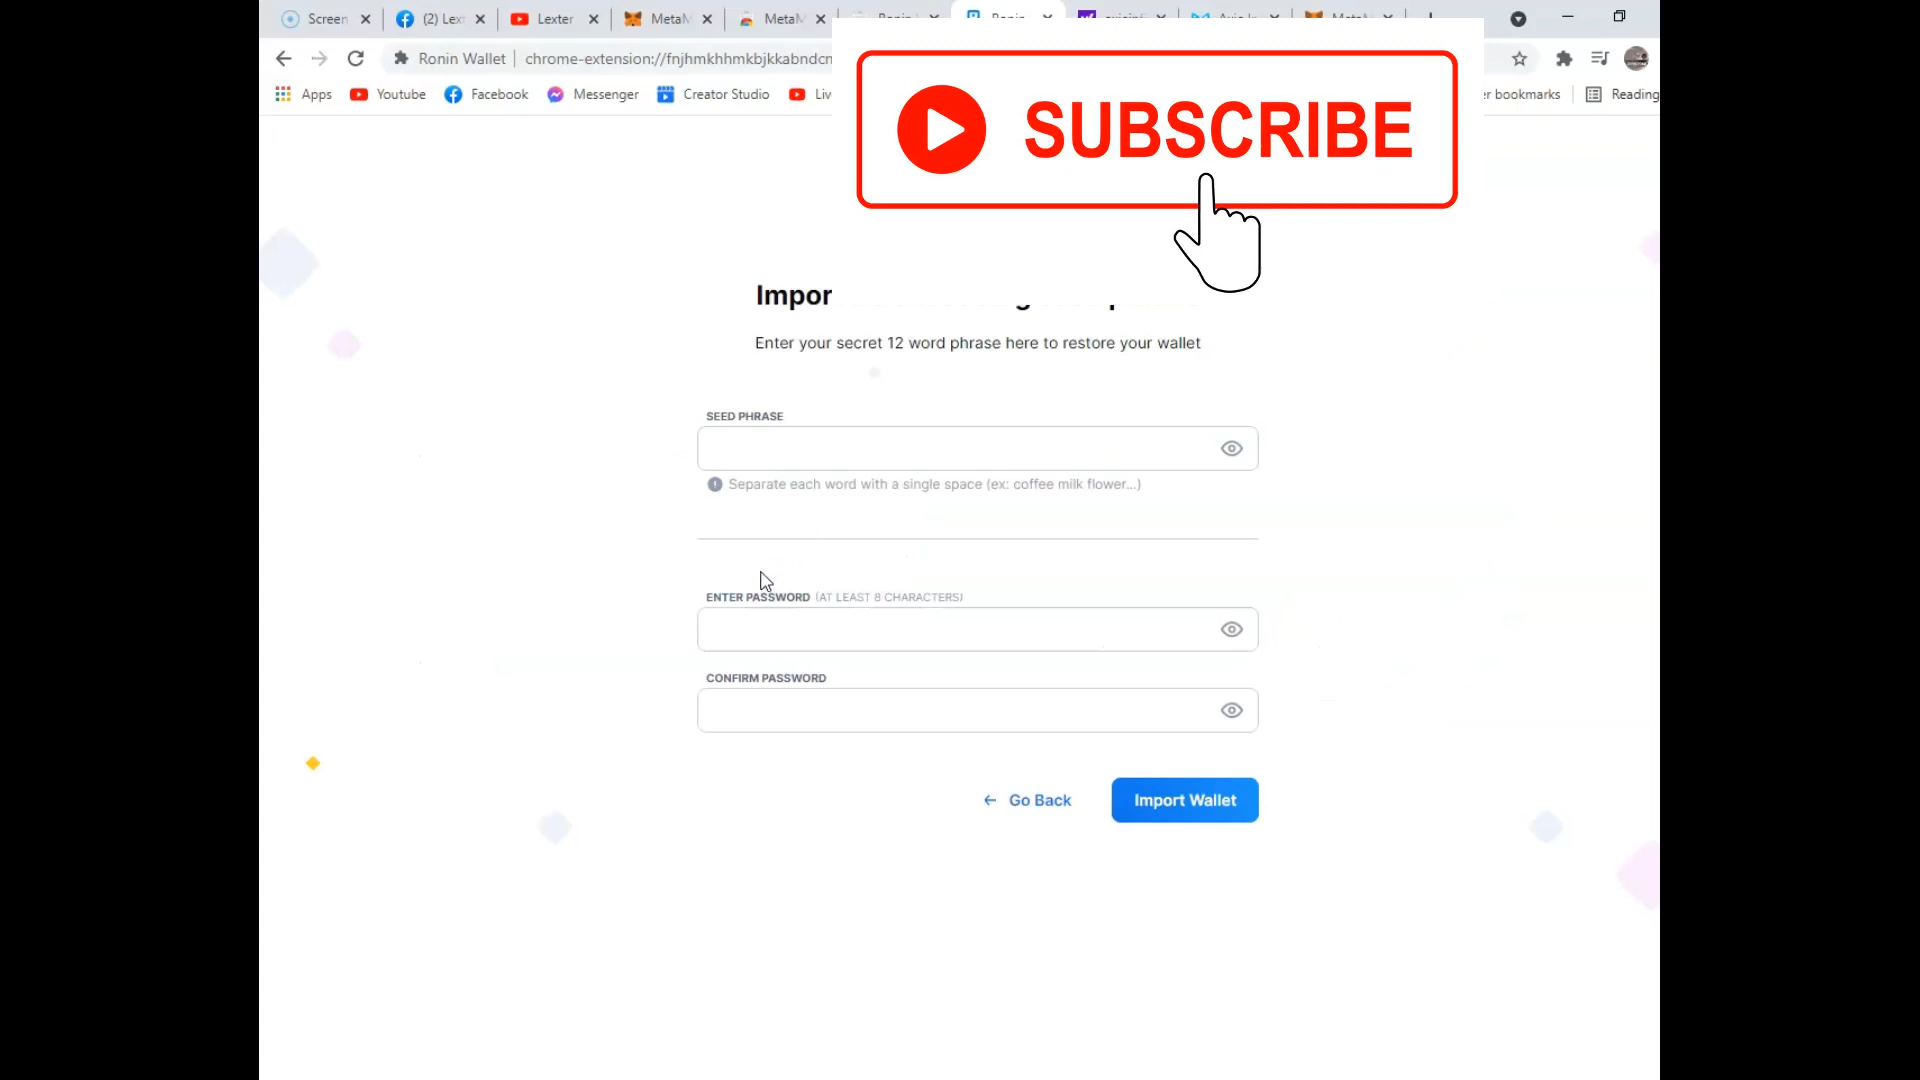 Screen (2) Lex Lexter MetaM MetaM
Ronin Wallet chrome-extension://fnjhmkhhmkbjkkabndcn
Apps Youtube Facebook Messenger Creator Studio Liv r bookmarks Reading
SUBSCRIBE
Impor
Enter your secret 12 word phrase here to restore your wallet
SEED PHRASE
Separate each word with a single space (ex: coffee milk flower...)
ENTER PASSWORD (AT LEAST 8 CHARACTERS)
CONFIRM PASSWORD
← Go Back Import Wallet